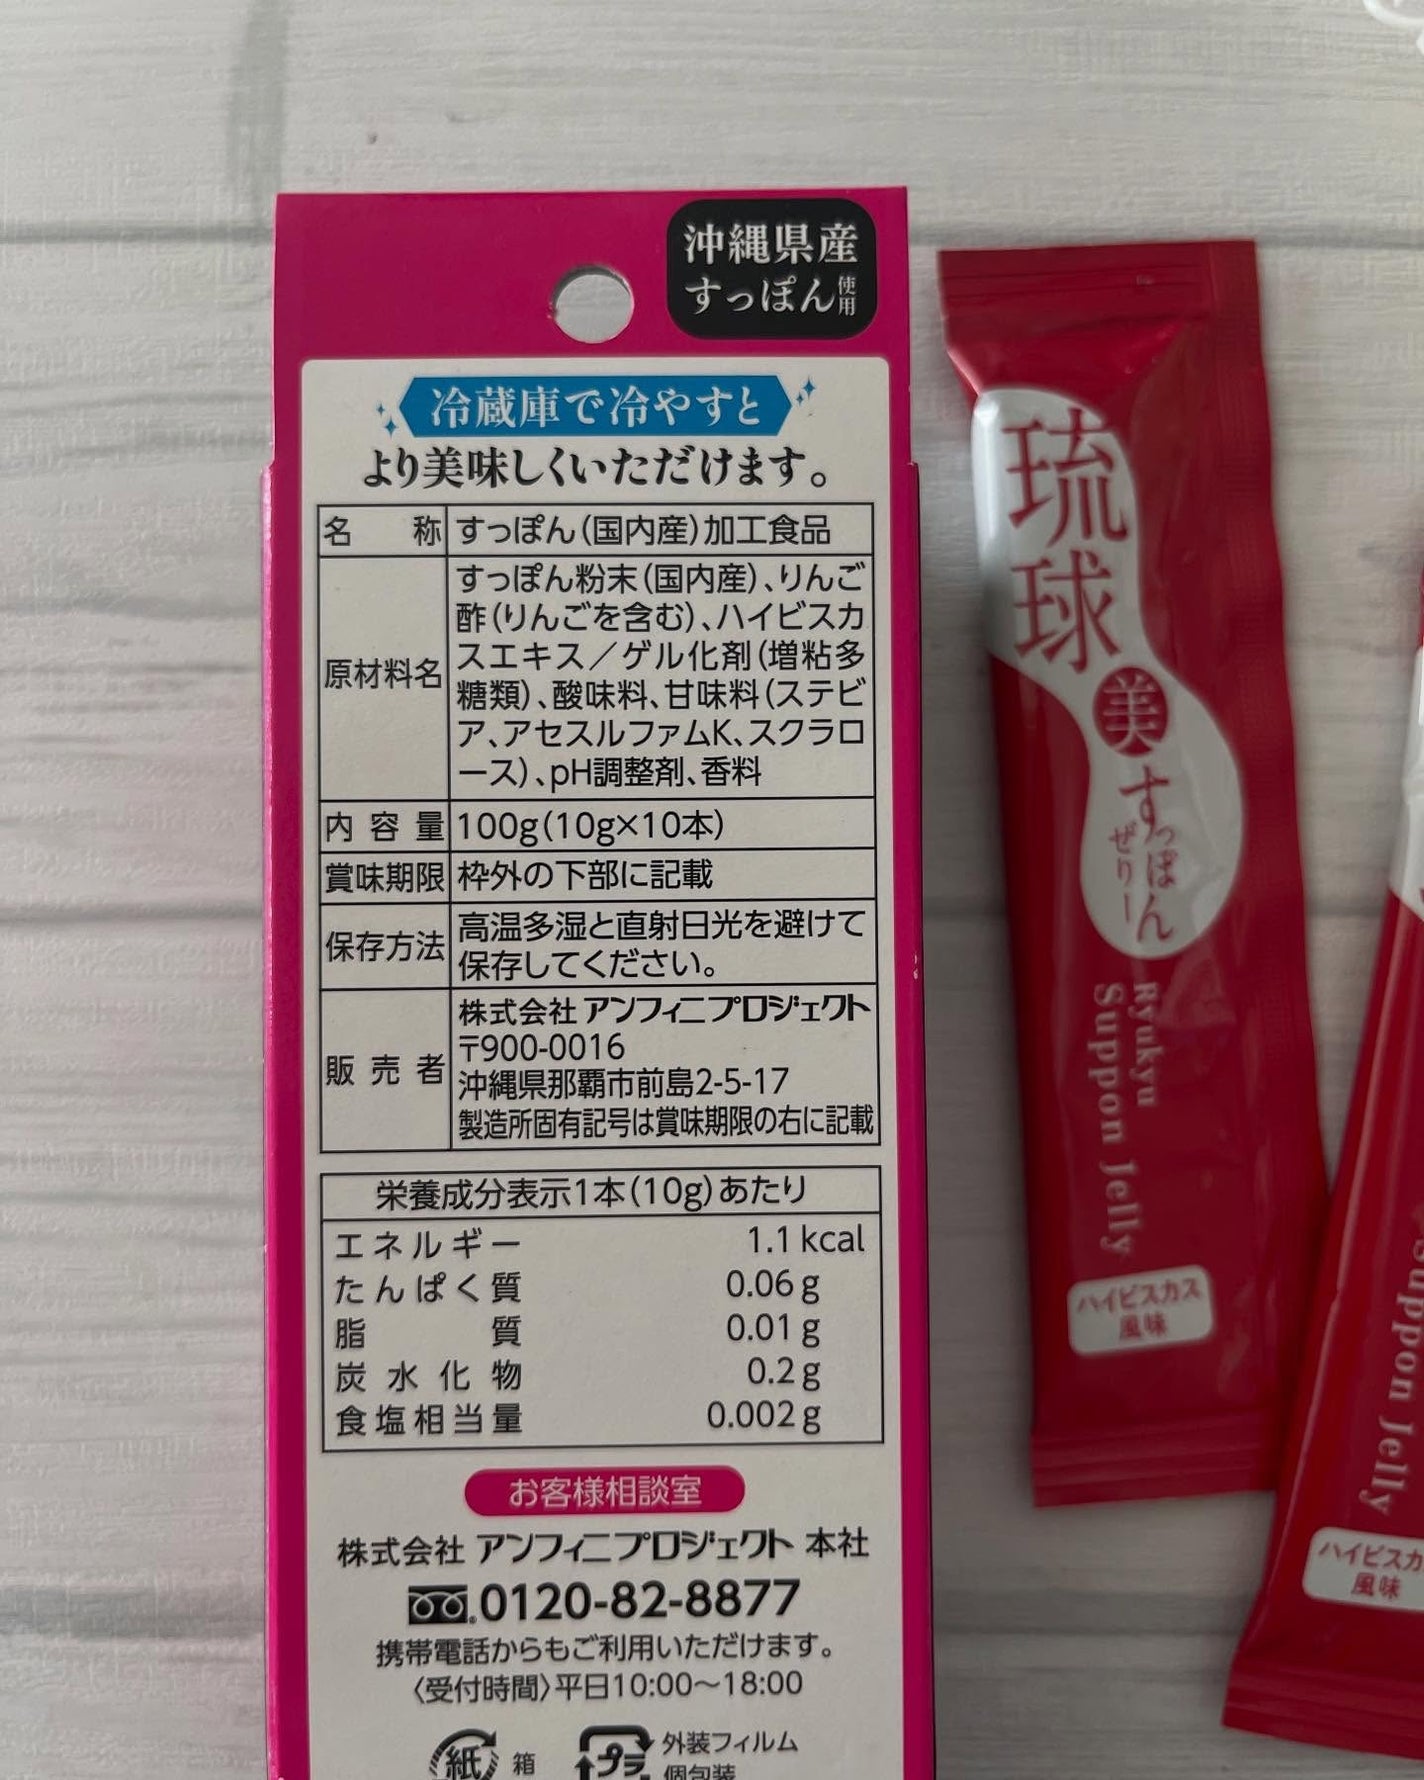 沖縄県産
すっぽん使用
冷蔵庫で冷やすと
より美味しくいただけます。
名称 すっぽん(国内産)加工食品
原材料名 すっぽん粉末(国内産)、りんご
酢(りんごを含む)、ハイビスカ
スエキス/ゲル化剤(増粘多
糖類)、酸味料、甘味料(ステビ
ア、アセスルファムK、スクラロ
ース)、pH調整剤、香料
内容量 100g(10g×10本)
賞味期限 枠外の下部に記載
保存方法 高温多湿と直射日光を避けて
保存してください。
販売者 株式会社 アンフィニプロジェクト
〒900-0016
沖縄県那覇市前島2-5-17
製造所固有記号は賞味期限の右に記載
栄養成分表示1本(10g)あたり
エネルギー 1.1kcal
たんぱく質 0.06g
脂質 0.01g
炭水化物 0.2g
食塩相当量 0.002g
お客様相談室
株式会社 アンフィニプロジェクト 本社
0120-82-8877
携帯電話からもご利用いただけます。
〈受付時間〉平日10:00〜18:00
紙 箱
プラ 外装フィルム
個包装
琉球
美
すっぽん
ぜりー
Ryukyu
Suppon Jelly
ハイビスカス
風味
Suppon Jelly
ハイビスカ
風味